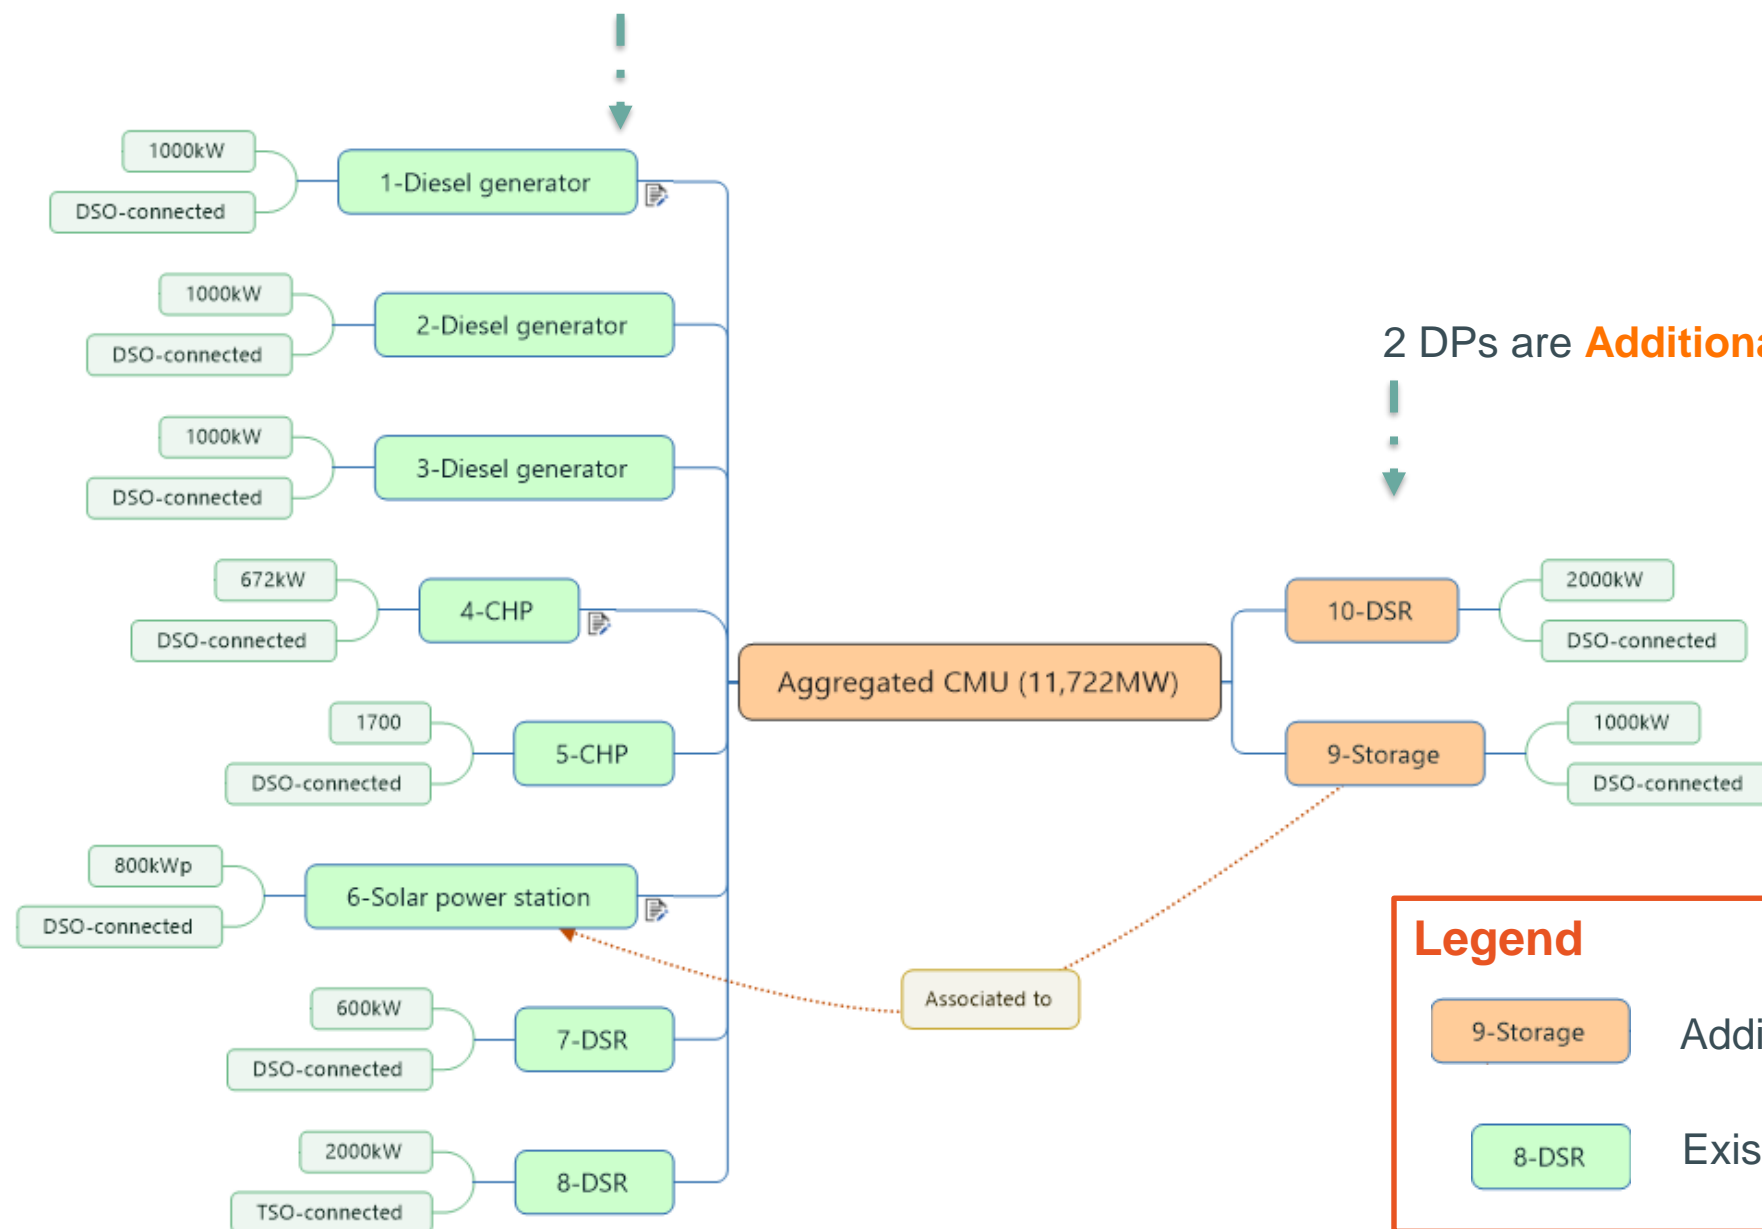 1000kW
1-Diesel generator
DSO-connected
1000kW
2-Diesel generator
DSO-connected
1000kW
3-Diesel generator
DSO-connected
672kW
4-CHP
DSO-connected
1700
5-CHP
DSO-connected
800kWp
6-Solar power station
DSO-connected
600kW
7-DSR
DSO-connected
2000kW
8-DSR
TSO-connected
Aggregated CMU (11,722MW)
Associated to
2 DPs are Additiona
10-DSR
2000kW
DSO-connected
9-Storage
1000kW
DSO-connected
Legend
9-Storage
Addi
8-DSR
Exis